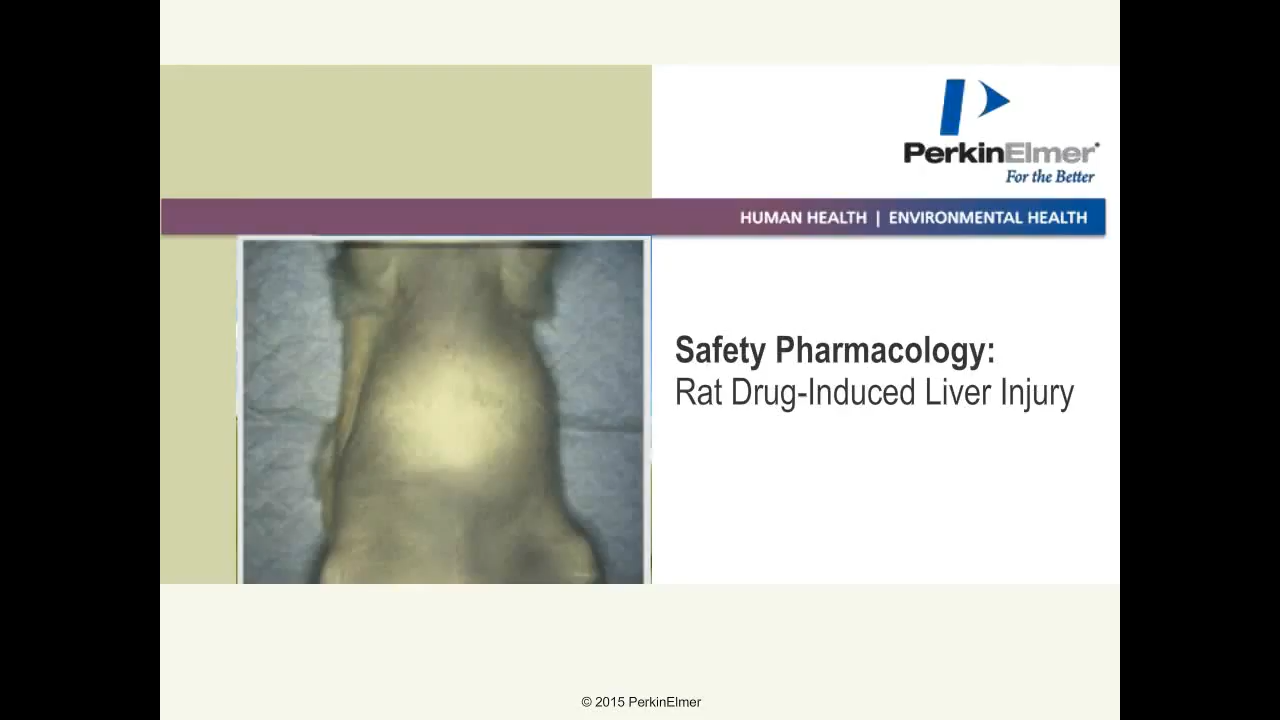 PerkinElmer
For the Better
HUMAN HEALTH | ENVIRONMENTAL HEALTH
Safety Pharmacology:
Rat Drug-Induced Liver Injury
© 2015 PerkinElmer